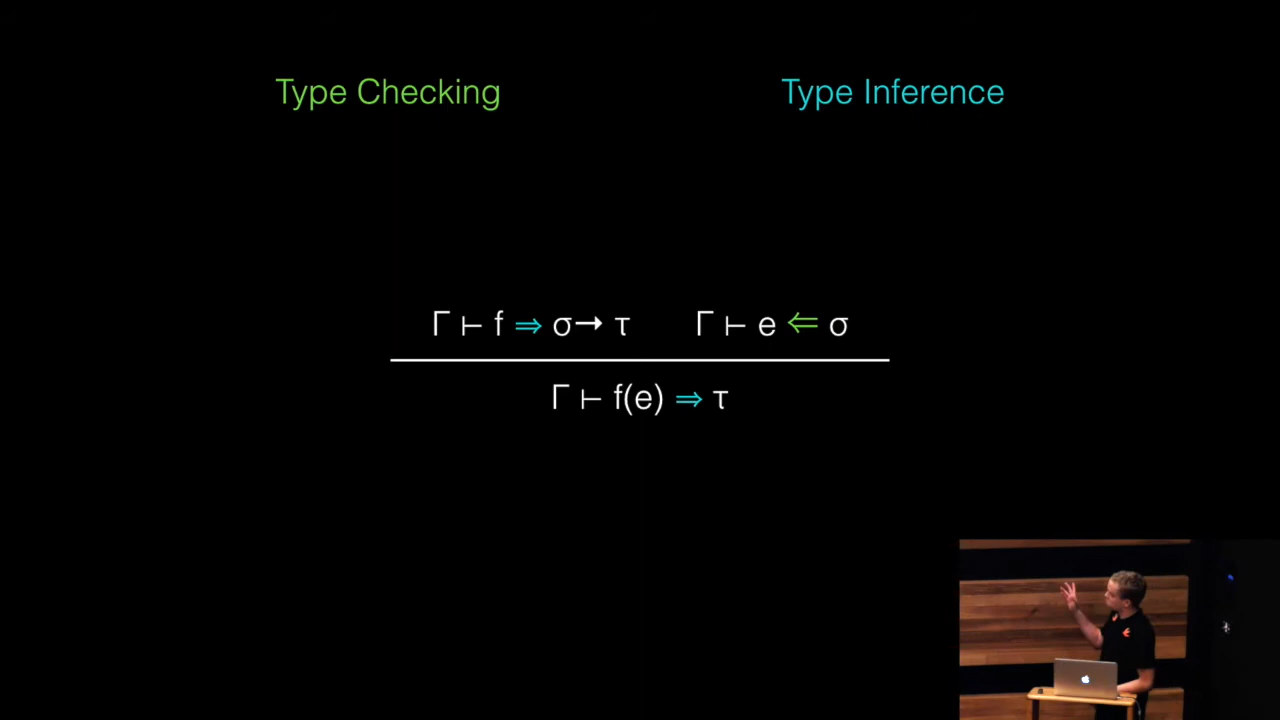 Type Checking Type Inference
Γ ⊢ f ⇒ σ→ τ Γ ⊢ e ⇐ σ
Γ ⊢ f(e) ⇒ τ